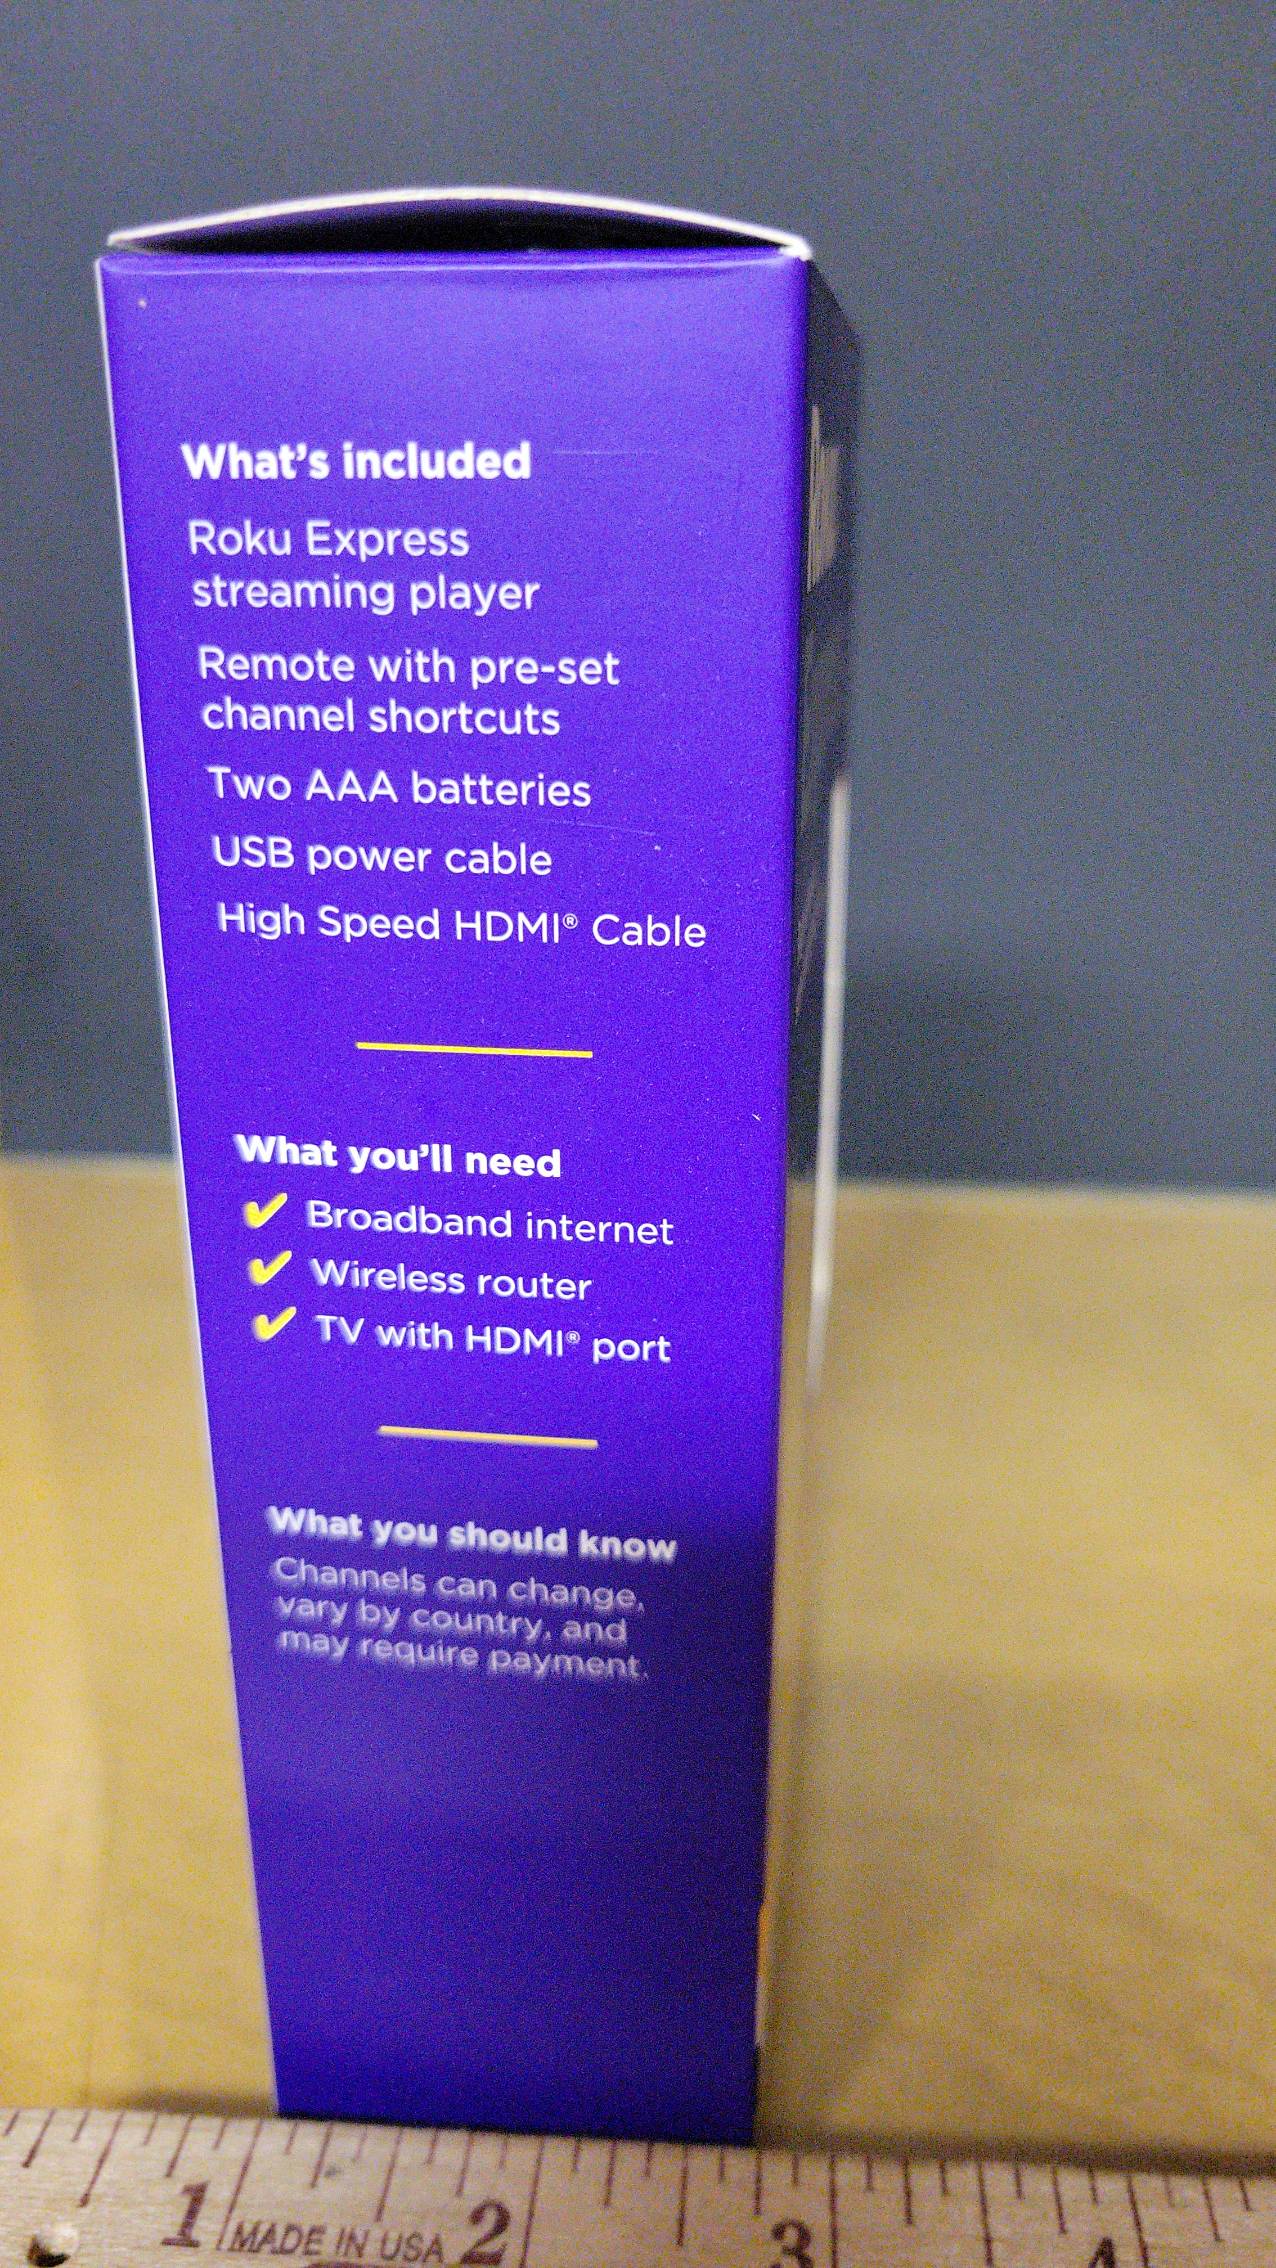 What's included
Roku Express
streaming player
Remote with pre-set
channel shortcuts
Two AAA batteries
USB power cable
High Speed HDMI® Cable
What you'll need
✔ Broadband internet
✔ Wireless router
✔ TV with HDMI® port
What you should know
Channels can change,
vary by country, and
may require payment.
1 MADE IN USA 2 3 4